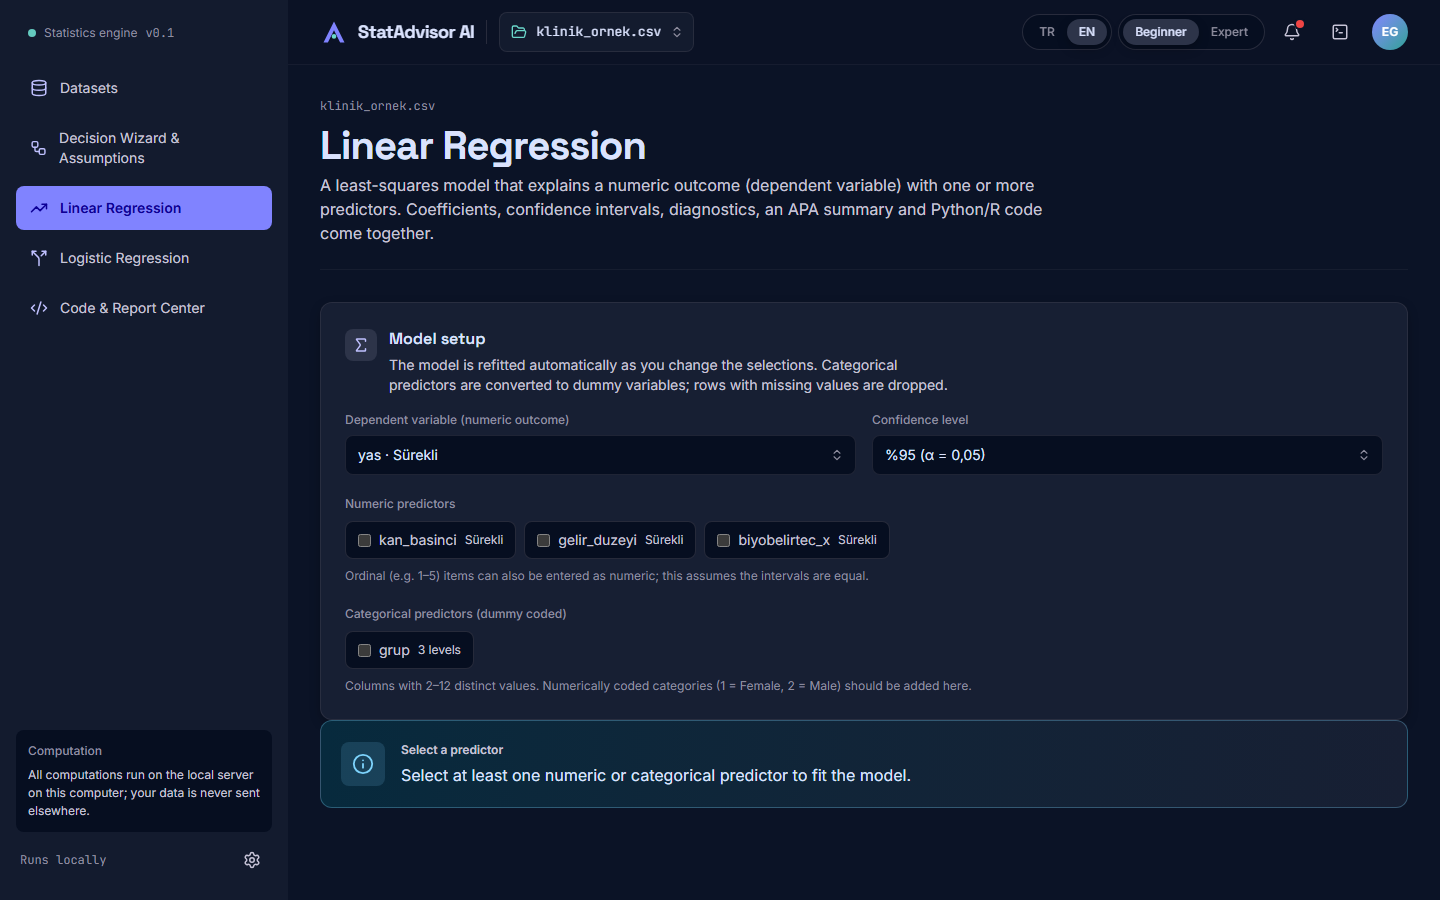 Statistics engine v0.1
Datasets
Decision Wizard &
Assumptions
Linear Regression
Logistic Regression
Code & Report Center
Computation
All computations run on the local server
on this computer; your data is never sent
elsewhere.
Runs locally
StatAdvisor AI
klinik_ornek.csv
TR
EN
Beginner
Expert
EG
klinik_ornek.csv
Linear Regression
A least-squares model that explains a numeric outcome (dependent variable) with one or more
predictors. Coefficients, confidence intervals, diagnostics, an APA summary and Python/R code
come together.
Model setup
The model is refitted automatically as you change the selections. Categorical
predictors are converted to dummy variables; rows with missing values are dropped.
Dependent variable (numeric outcome)
yas · Sürekli
Confidence level
%95 (α = 0,05)
Numeric predictors
kan_basinci Sürekli
gelir_duzeyi Sürekli
biyobelirtec_x Sürekli
Ordinal (e.g. 1–5) items can also be entered as numeric; this assumes the intervals are equal.
Categorical predictors (dummy coded)
grup 3 levels
Columns with 2–12 distinct values. Numerically coded categories (1 = Female, 2 = Male) should be added here.
Select a predictor
Select at least one numeric or categorical predictor to fit the model.